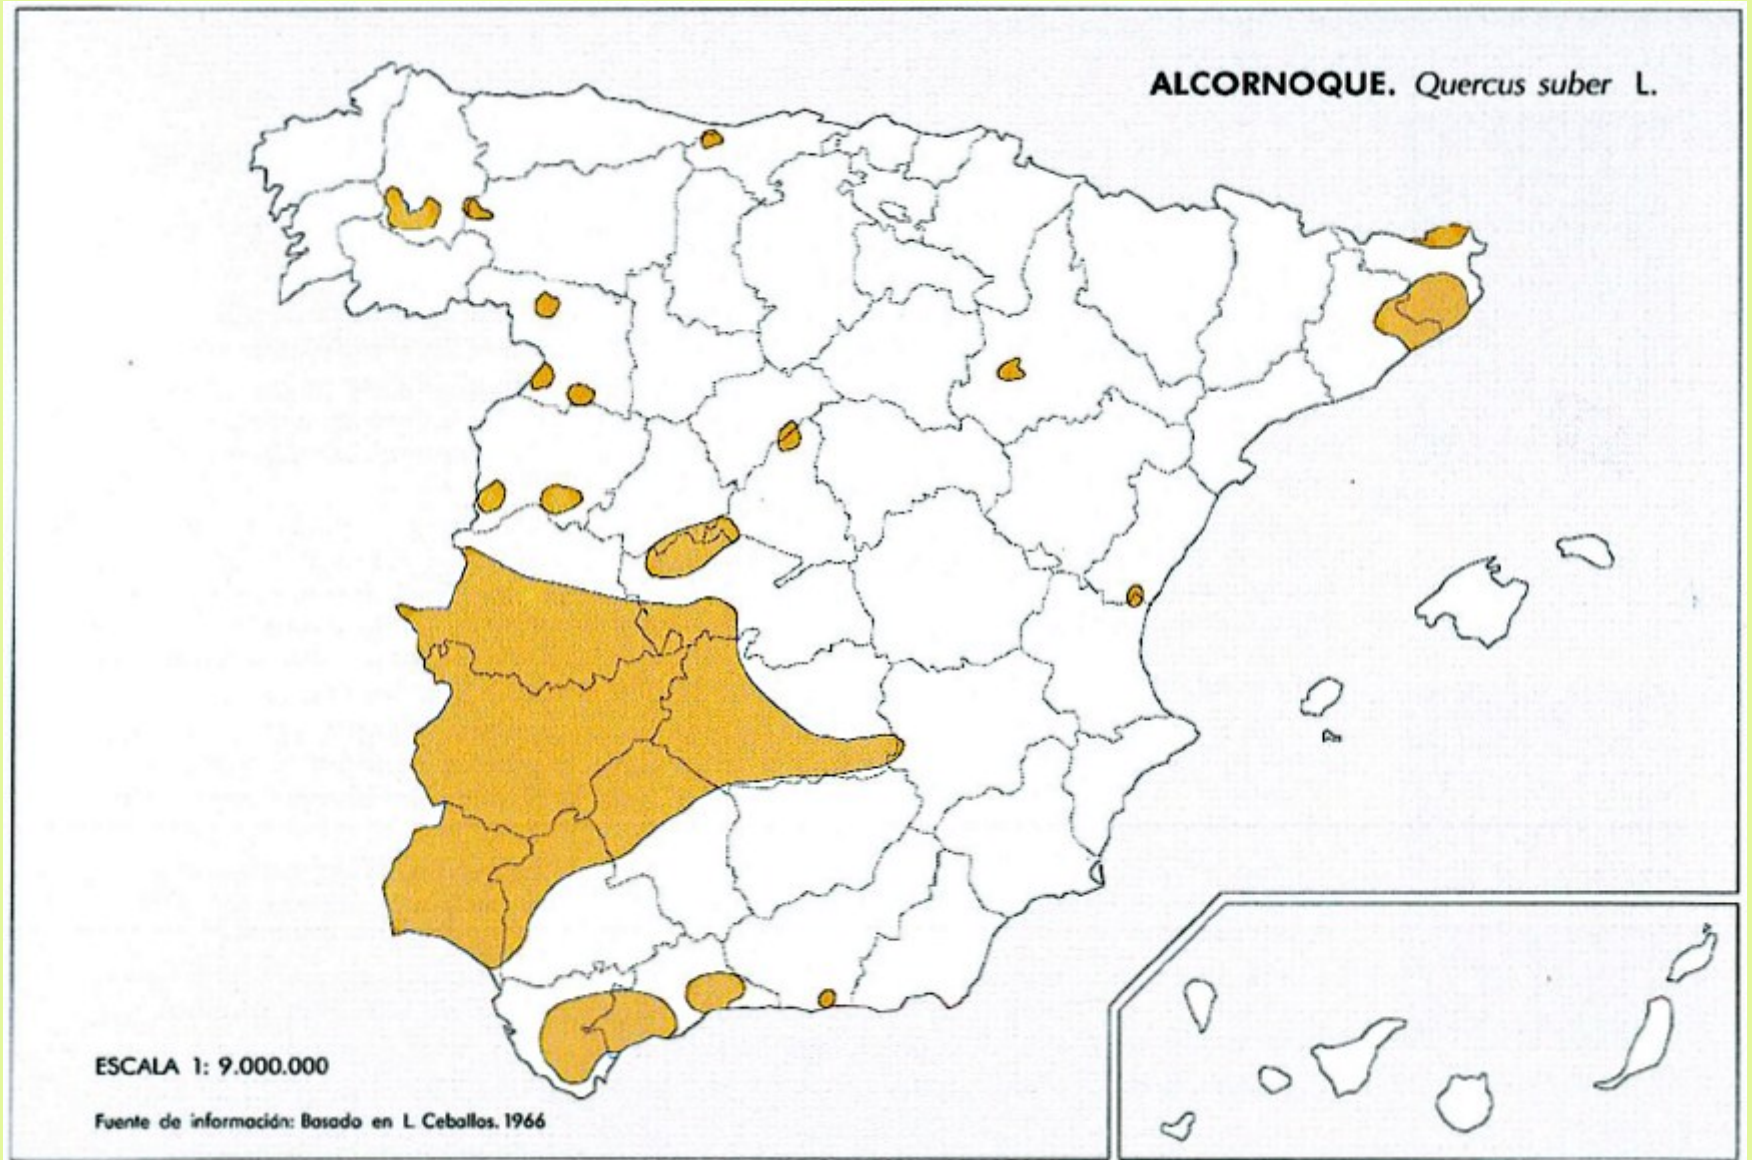 ALCORNOQUE. Quercus suber L.
ESCALA 1: 9.000.000
Fuente de información: Basado en L. Ceballos. 1966